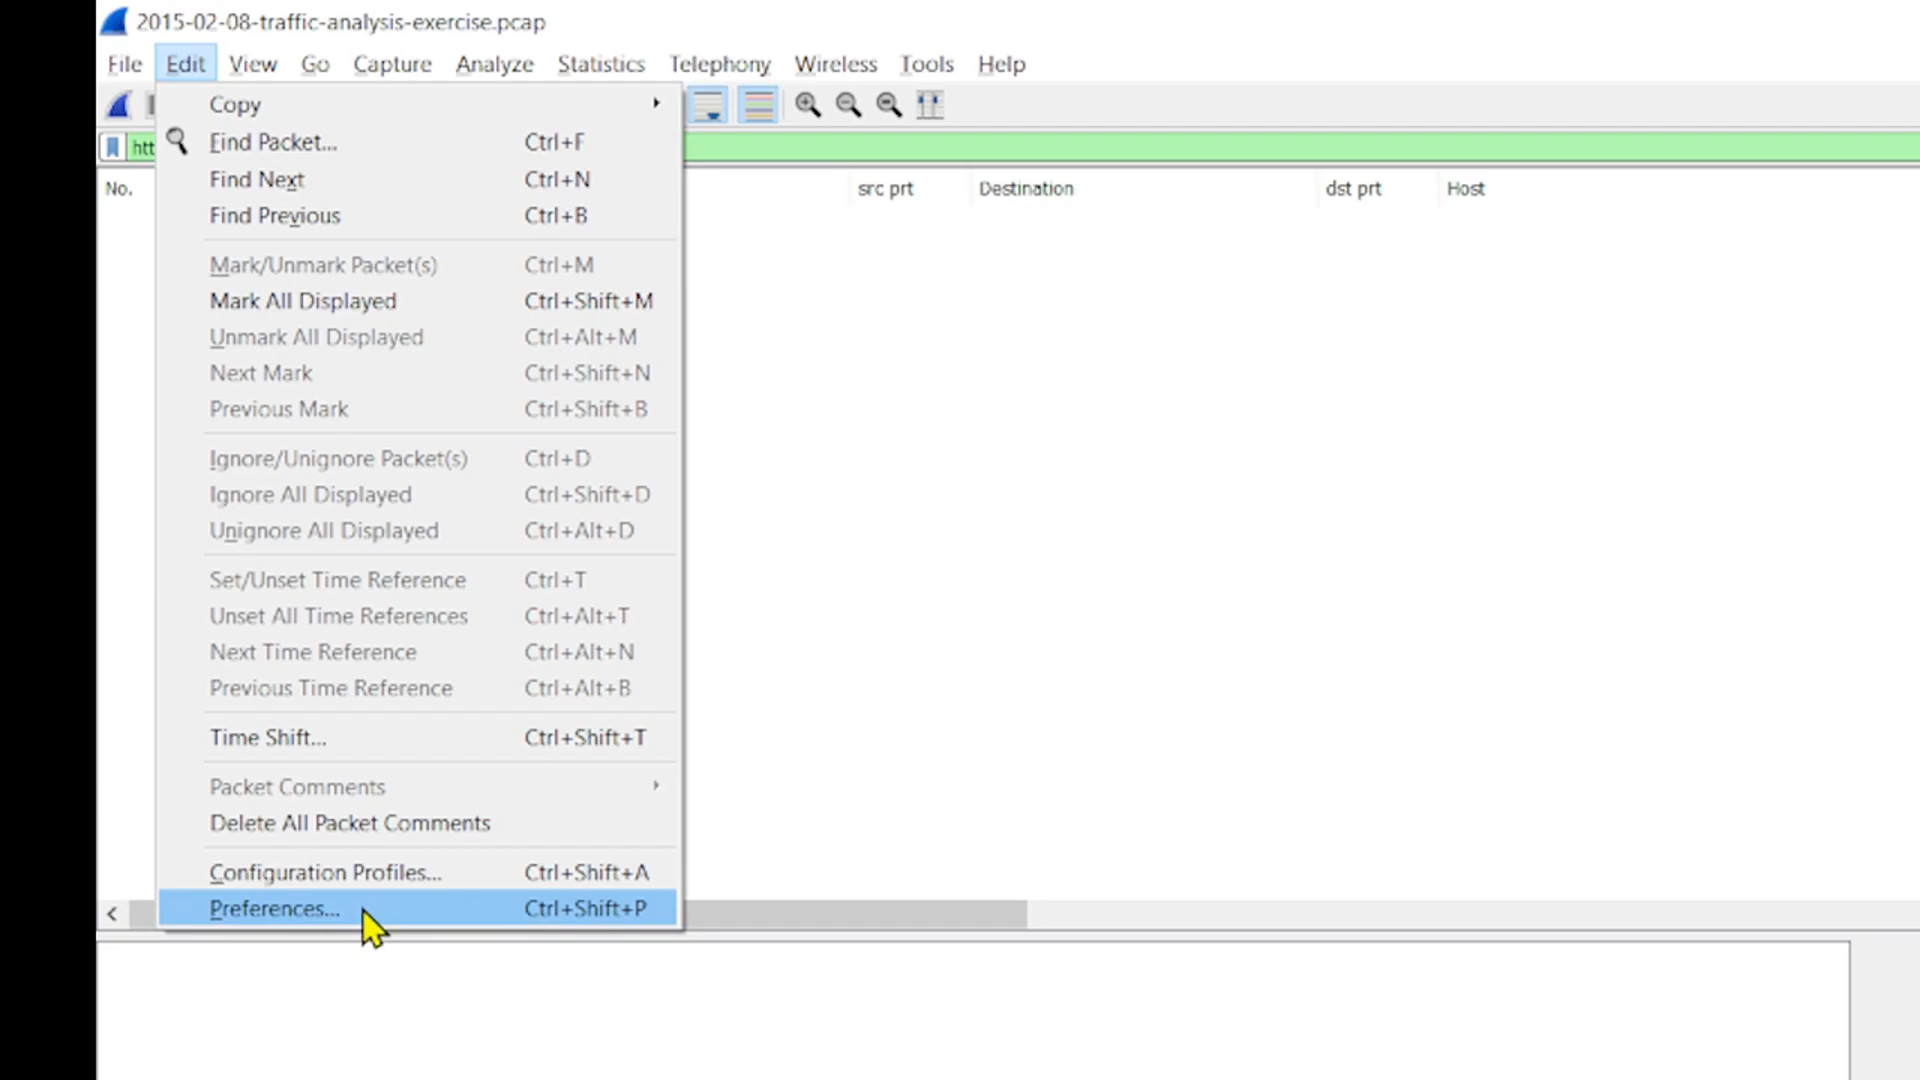 2015-02-08-traffic-analysis-exercise.pcap
File Edit View Go Capture Analyze Statistics Telephony Wireless Tools Help
Copy
Find Packet... Ctrl+F
htt
Find Next Ctrl+N
No. src prt Destination dst prt Host
Find Previous Ctrl+B
Mark/Unmark Packet(s) Ctrl+M
Mark All Displayed Ctrl+Shift+M
Unmark All Displayed Ctrl+Alt+M
Next Mark Ctrl+Shift+N
Previous Mark Ctrl+Shift+B
Ignore/Unignore Packet(s) Ctrl+D
Ignore All Displayed Ctrl+Shift+D
Unignore All Displayed Ctrl+Alt+D
Set/Unset Time Reference Ctrl+T
Unset All Time References Ctrl+Alt+T
Next Time Reference Ctrl+Alt+N
Previous Time Reference Ctrl+Alt+B
Time Shift... Ctrl+Shift+T
Packet Comments
Delete All Packet Comments
Configuration Profiles... Ctrl+Shift+A
Preferences... Ctrl+Shift+P